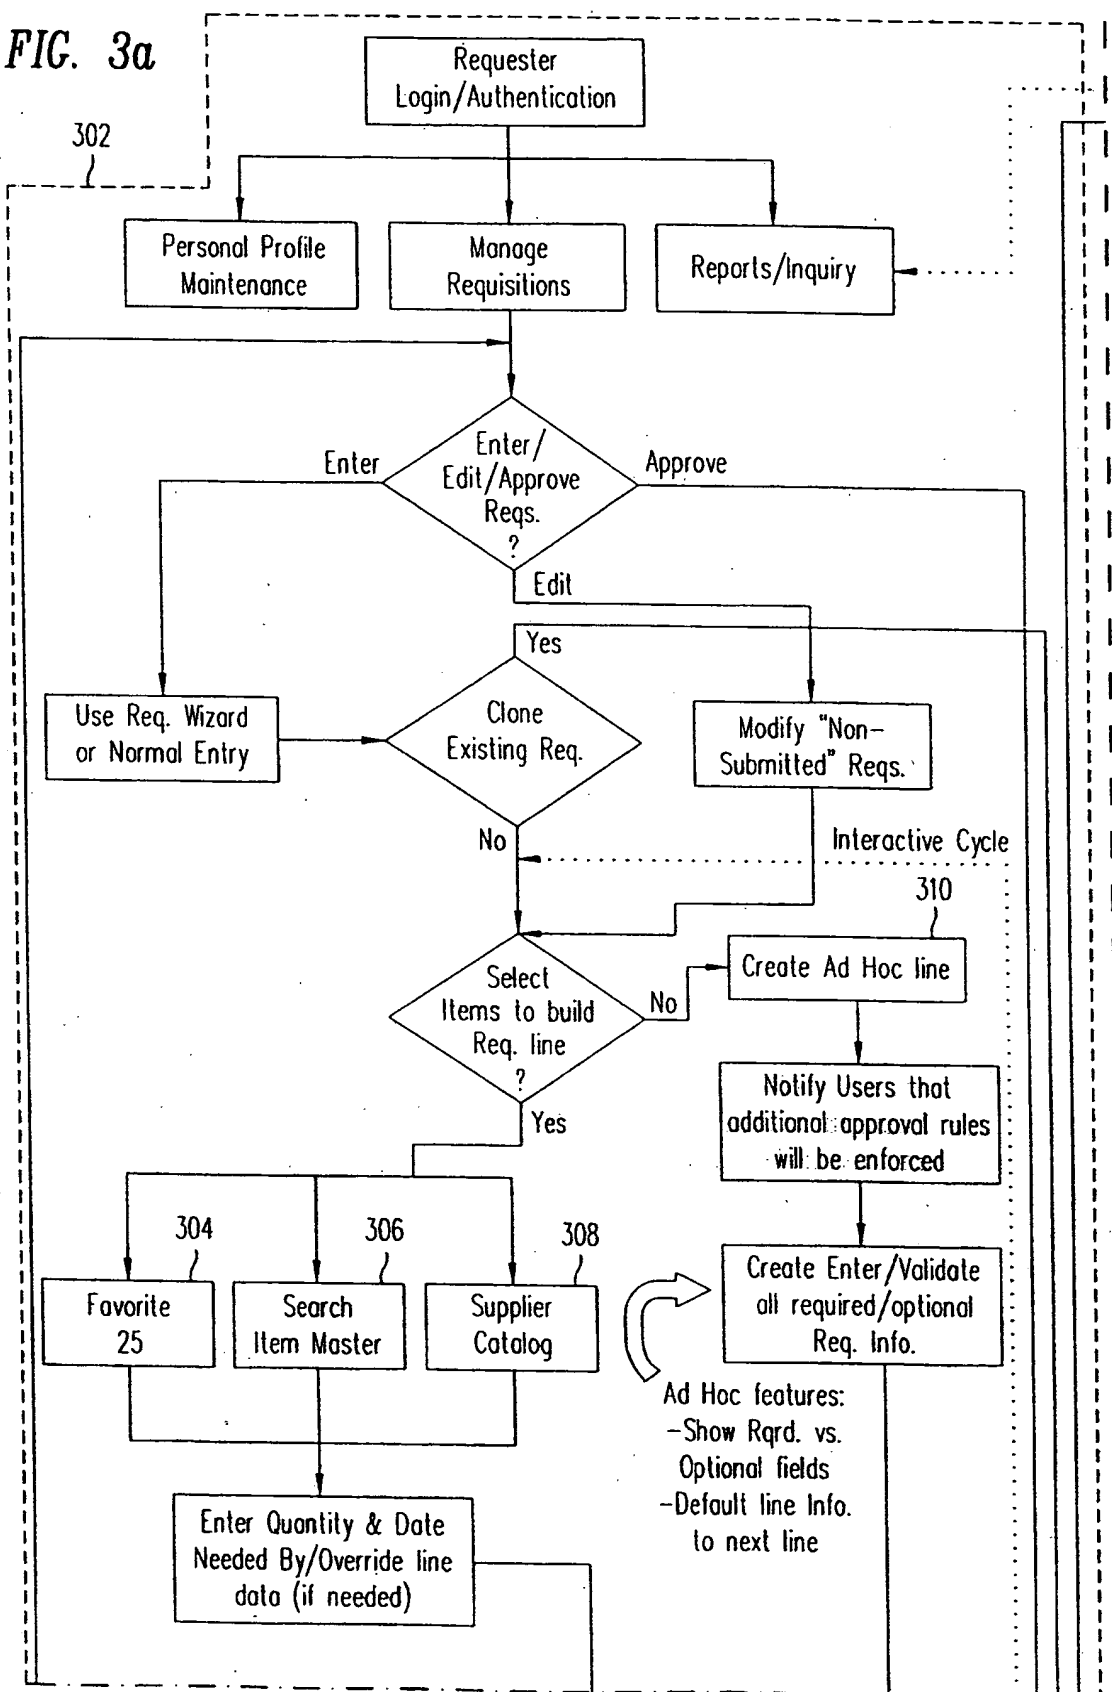 FIG. 3a
Requester
Login/Authentication
302
Personal Profile
Maintenance
Manage
Requisitions
Reports/Inquiry
Enter
Enter/
Edit/Approve
Reqs.
?
Approve
Edit
Yes
Use Req. Wizard
or Normal Entry
Clone
Existing Req.
Modify "Non-
Submitted" Reqs.
No
Interactive Cycle
310
Select
Items to build
Req. line
?
No
Create Ad Hoc line
Yes
Notify Users that
additional approval rules
will be enforced
304
306
308
Favorite
25
Search
Item Master
Supplier
Catalog
Create Enter/Validate
all required/optional
Req. Info.
Ad Hoc features:
-Show Rqrd. vs.
Optional fields
-Default line Info.
to next line
Enter Quantity & Date
Needed By/Override line
data (if needed)